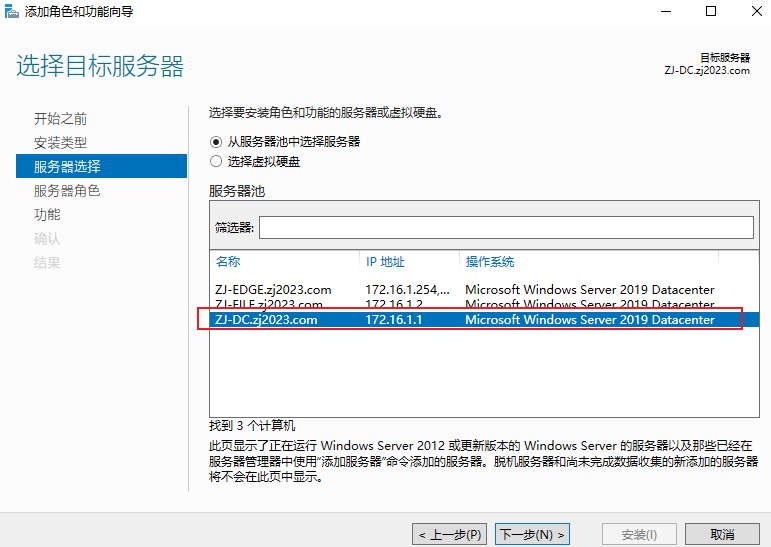 添加角色和功能向导
选择目标服务器
目标服务器
ZJ-DC.zj2023.com
开始之前
安装类型
服务器选择
服务器角色
功能
确认
结果
选择要安装角色和功能的服务器或虚拟硬盘。
从服务器池中选择服务器
选择虚拟硬盘
服务器池
筛选器:
名称 IP 地址 操作系统
ZJ-EDGE.zj2023.com 172.16.1.254,... Microsoft Windows Server 2019 Datacenter
ZJ-FILE.zj2023.com 172.16.1.2 Microsoft Windows Server 2019 Datacenter
ZJ-DC.zj2023.com 172.16.1.1 Microsoft Windows Server 2019 Datacenter
找到 3 个计算机
此页显示了正在运行 Windows Server 2012 或更新版本的 Windows Server 的服务器以及那些已经在
服务器管理器中使用"添加服务器"命令添加的服务器。脱机服务器和尚未完成数据收集的新添加的服务器
将不会在此页中显示。
< 上一步(P) 下一步(N) > 安装(I) 取消